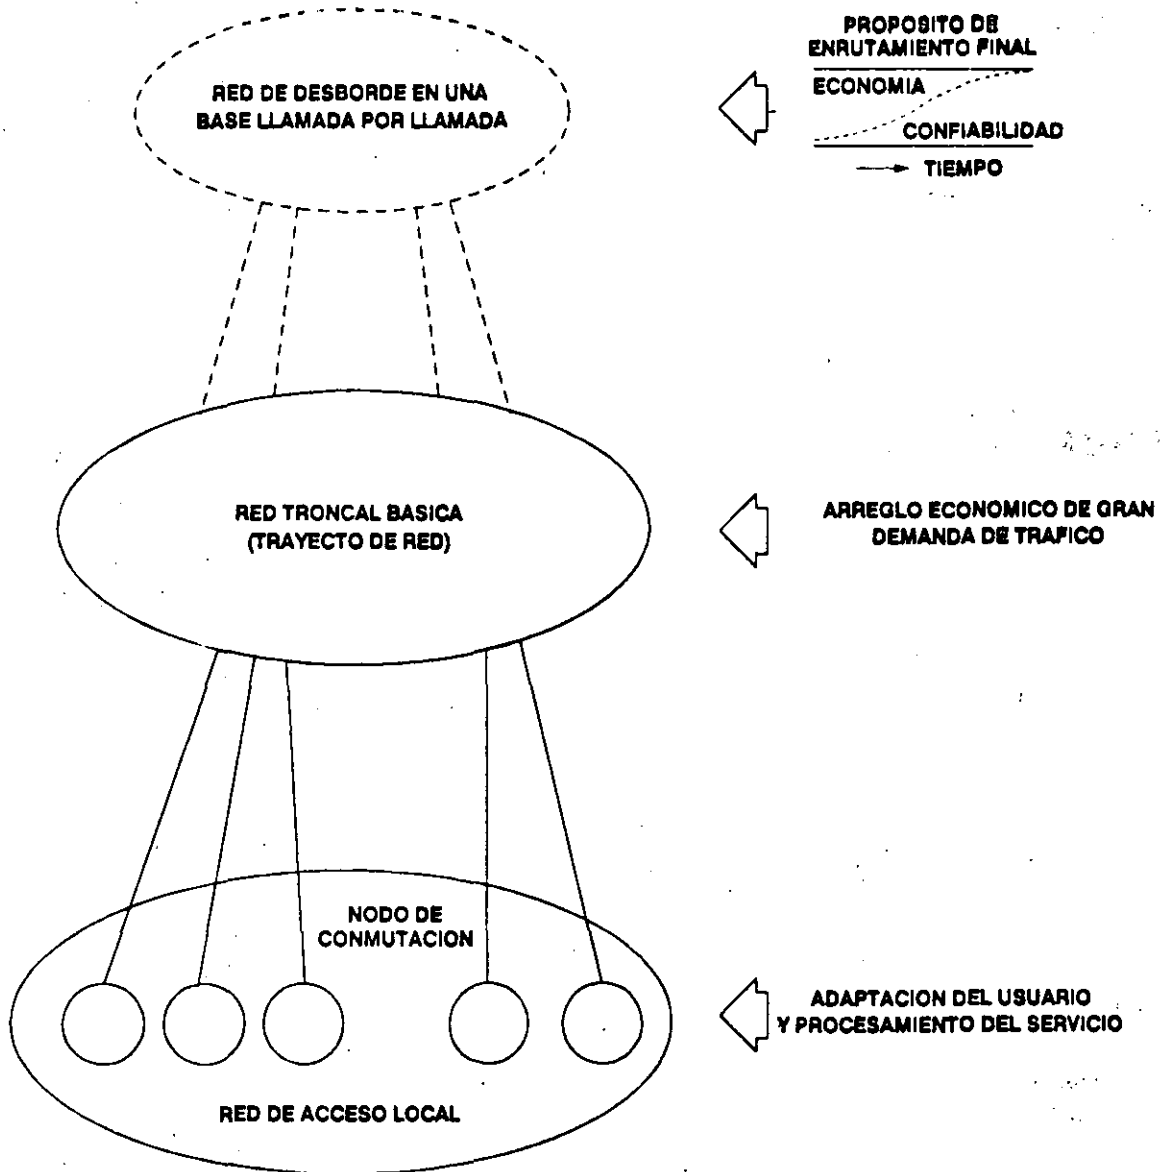 PROPOSITO DE
ENRUTAMIENTO FINAL
ECONOMIA
CONFIABILIDAD
TIEMPO
RED DE DESBORDE EN UNA
BASE LLAMADA POR LLAMADA
RED TRONCAL BASICA
(TRAYECTO DE RED)
ARREGLO ECONOMICO DE GRAN
DEMANDA DE TRAFICO
NODO DE
CONMUTACION
ADAPTACION DEL USUARIO
Y PROCESAMIENTO DEL SERVICIO
RED DE ACCESO LOCAL